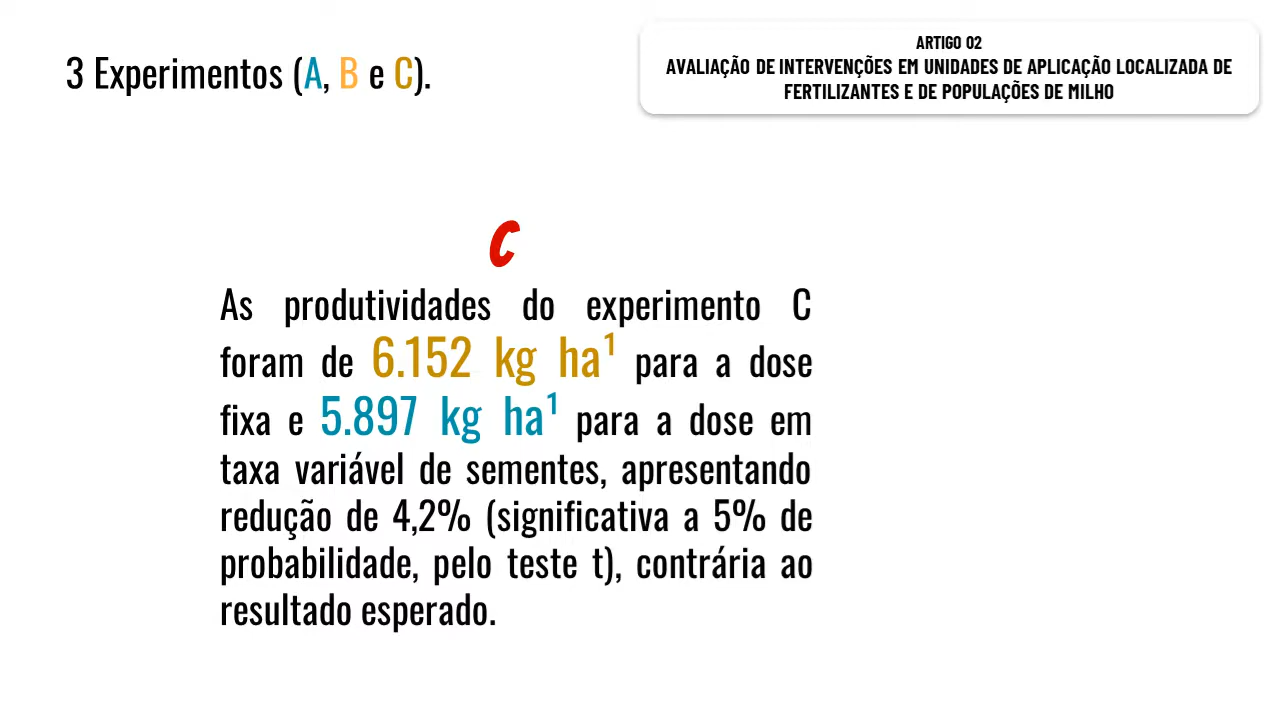 3 Experimentos (A, B e C).
ARTIGO 02
AVALIAÇÃO DE INTERVENÇÕES EM UNIDADES DE APLICAÇÃO LOCALIZADA DE
FERTILIZANTES E DE POPULAÇÕES DE MILHO
C
As produtividades do experimento C
foram de 6.152 kg ha¹ para a dose
fixa e 5.897 kg ha¹ para a dose em
taxa variável de sementes, apresentando
redução de 4,2% (significativa a 5% de
probabilidade, pelo teste t), contrária ao
resultado esperado.